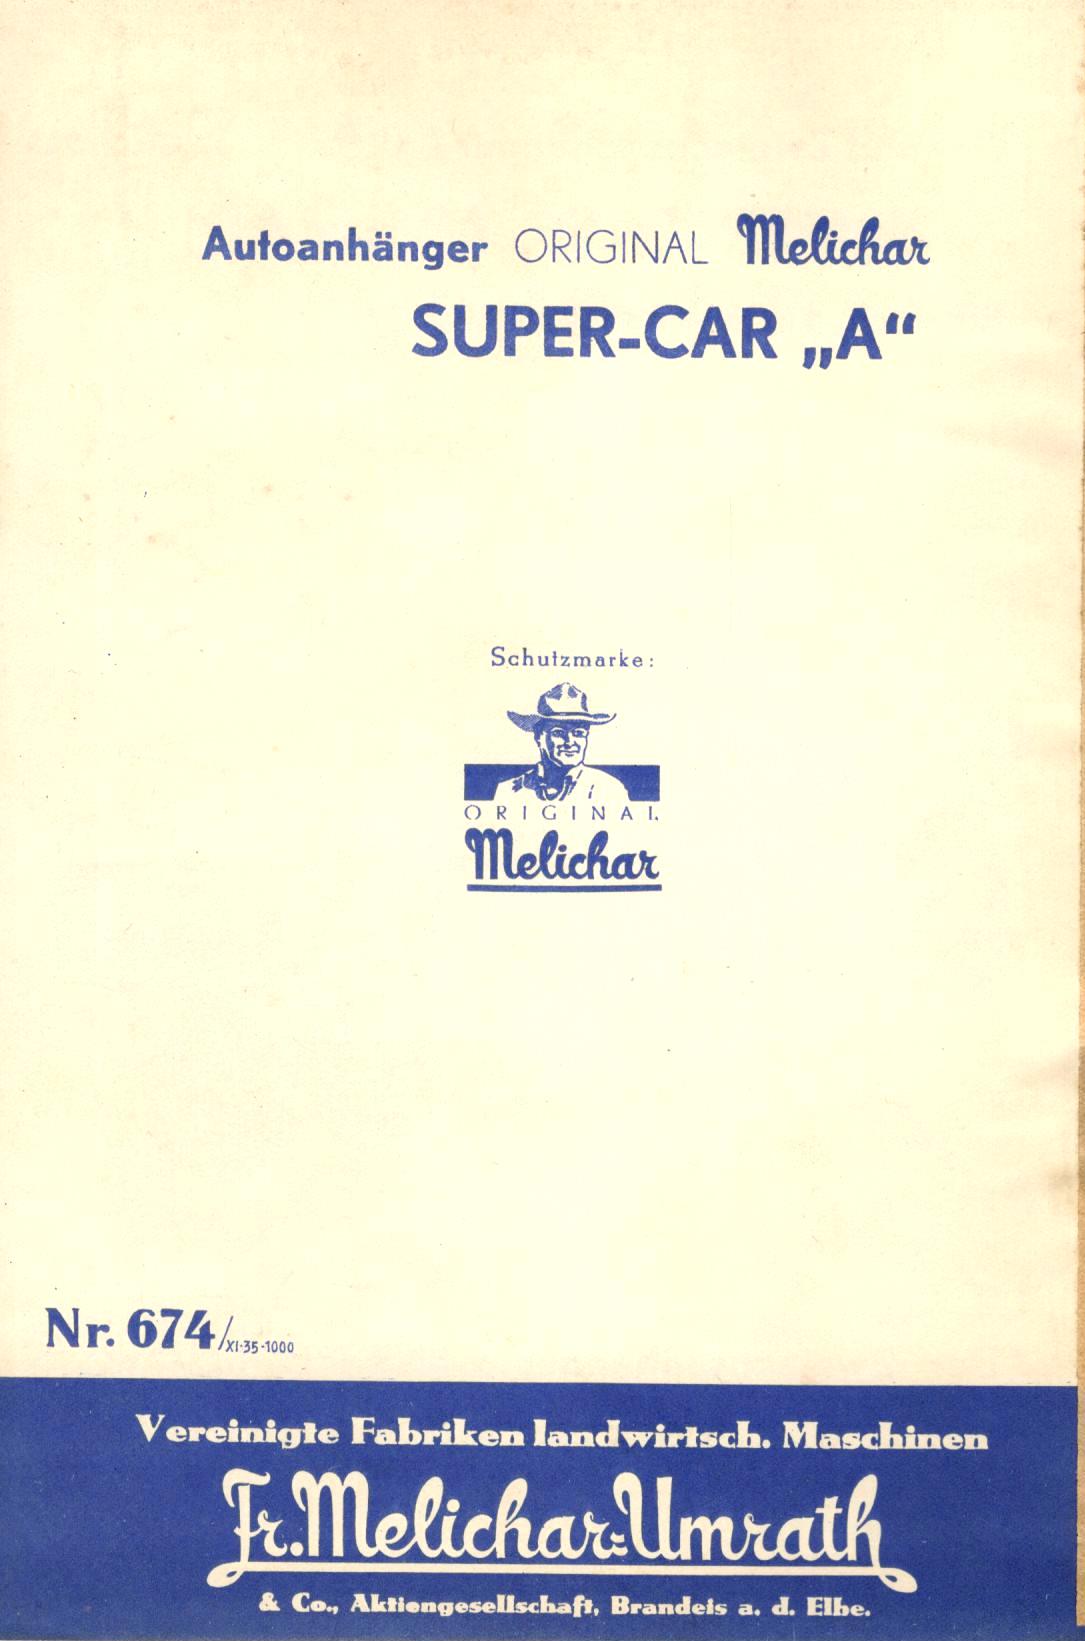 Autoanhänger ORIGINAL Melichar
SUPER-CAR „A“
Schutzmarke:
ORIGINAL
Melichar
Nr. 674/XI-35-1000
Vereinigte Fabriken landwirtsch. Maschinen
Fr. Melichar-Umrath
& Co., Aktiengesellschaft, Brandeis a. d. Elbe.